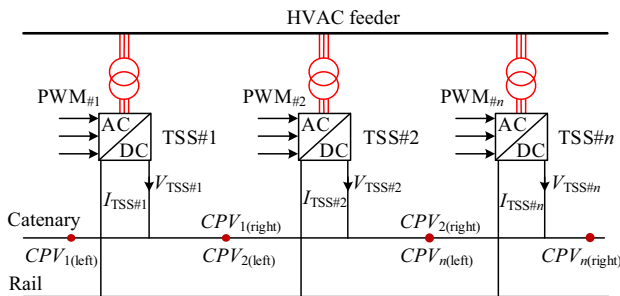 HVAC feeder
PWM#1
AC
DC
TSS#1
PWM#2
AC
DC
TSS#2
PWM#n
AC
DC
TSS#n
VTSS#1
ITSS#1
VTSS#2
ITSS#2
VTSS#n
ITSS#n
Catenary
CPV1(right)
CPV2(right)
CPV1(left)
CPV2(left)
CPVn(left)
CPVn(right)
Rail